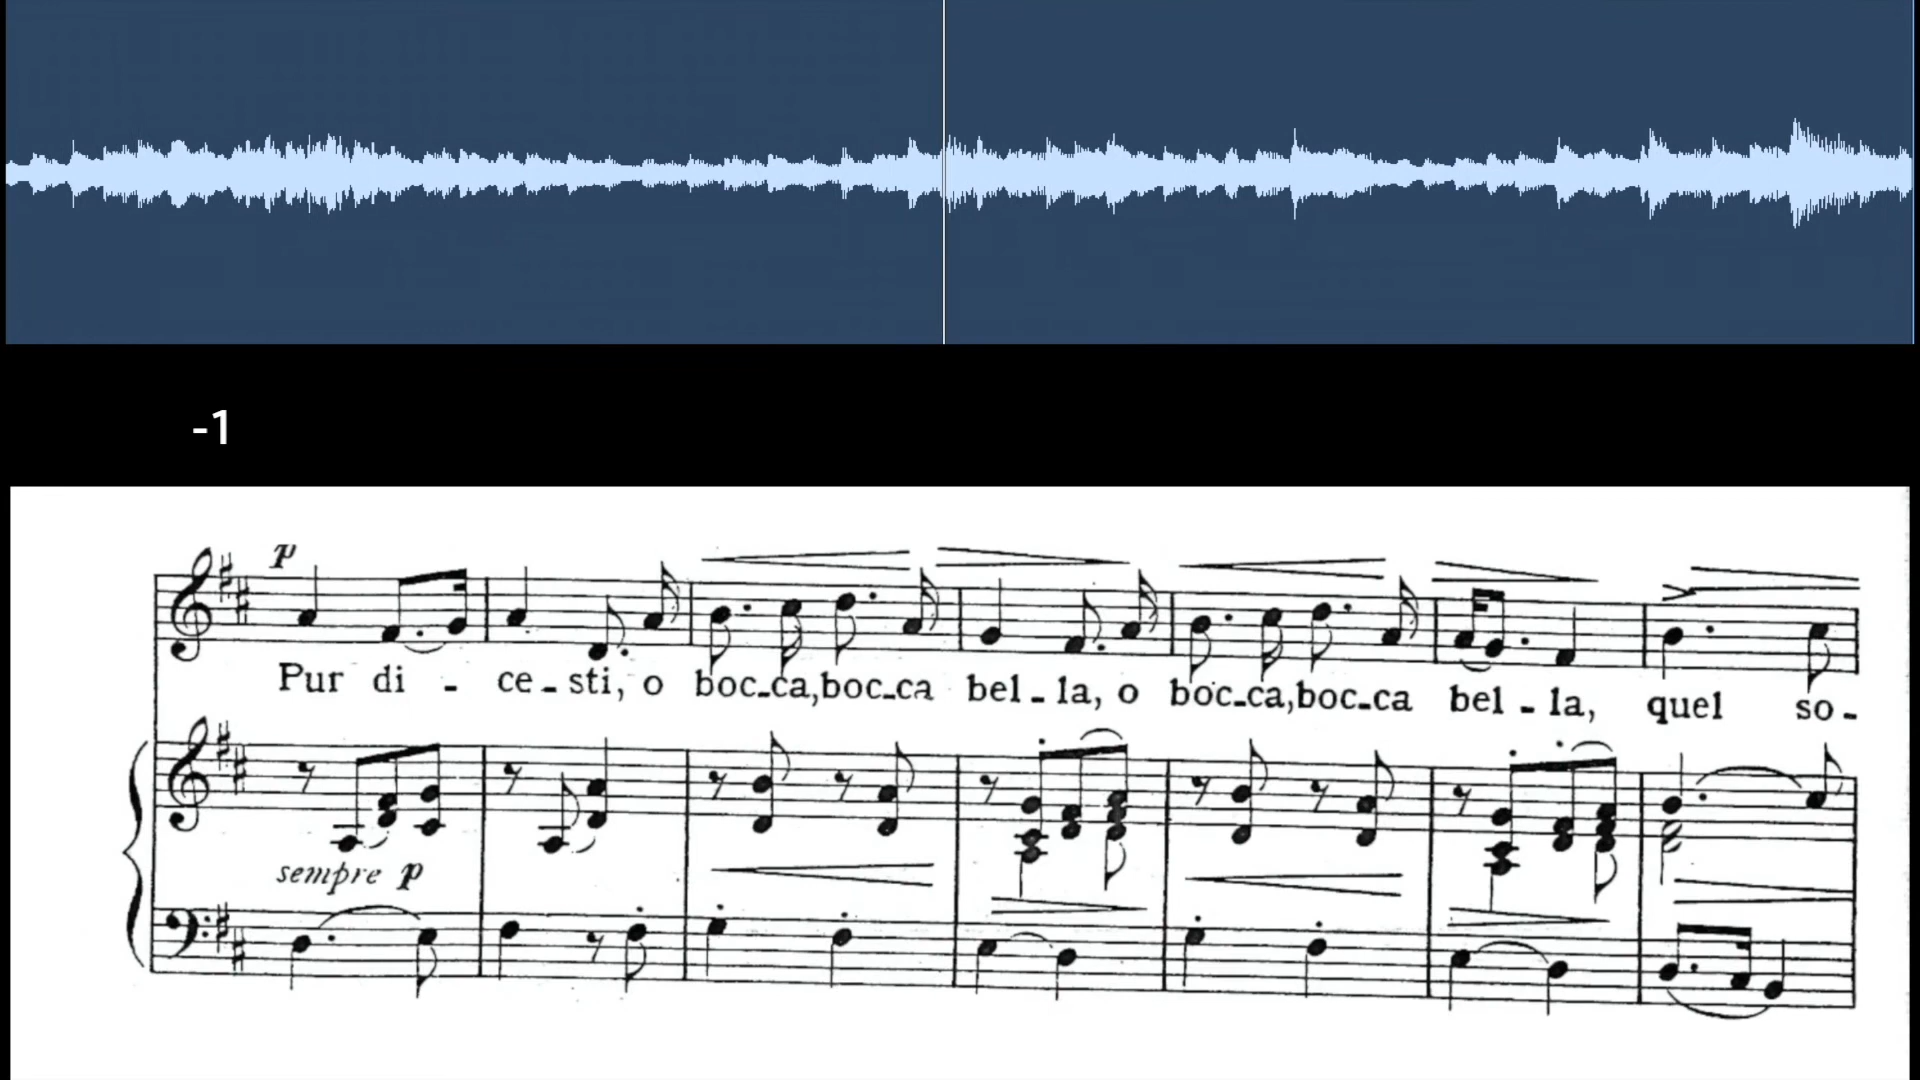 -1
p
Pur di - ce - sti, o boc-ca, boc-ca bel - la, o boc-ca, boc-ca bel - la, quel so -
sempre p